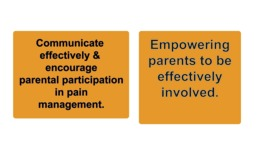 Communicate
effectively &
encourage
parental participation
in pain
management.
Empowering
parents to be
effectively
involved.